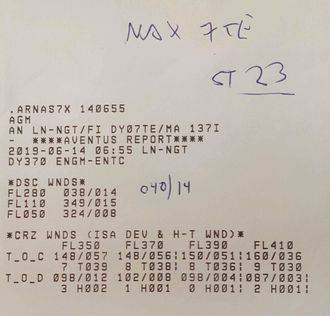 MAX 7TE
ST 23
.ARNAS7X 140655
AGM
AN LN-NGT/FI DY07TE/MA 137I
- ****AVENTUS REPORT****
2019-06-14 06:55 LN-NGT
DY370 ENGM-ENTC
*DSC WNDS*
FL280 038/014 040/14
FL110 349/015
FL050 324/008
*CRZ WNDS (ISA DEV & H-T WND)*
FL350 FL370 FL390 FL410
T_O_C 148/057 148/056¦150/051¦160/036
7 T039 8 T038¦ 8 T036¦ 9 T030
T_O_D 098/012 102/008 094/004¦087/003¦
3 H002 1 H001 0 H001¦ 2 H001¦